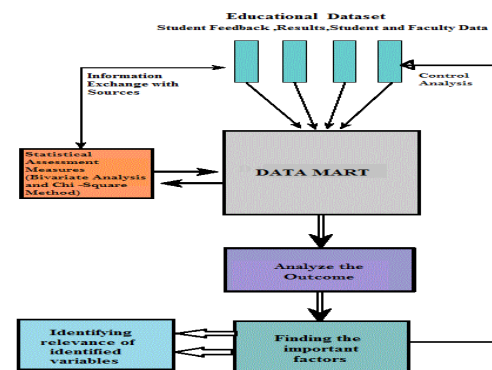 Educational Dataset
Student Feedback ,Results,Student and Faculty Data
Information
Exchange with
Sources
Control
Analysis
Statistical
Assessment
Measures
(Bivariate Analysis
and Chi -Square
Method)
DATA MART
Analyze the
Outcome
Identifying
relevance of
identified
variables
Finding the
important
factors